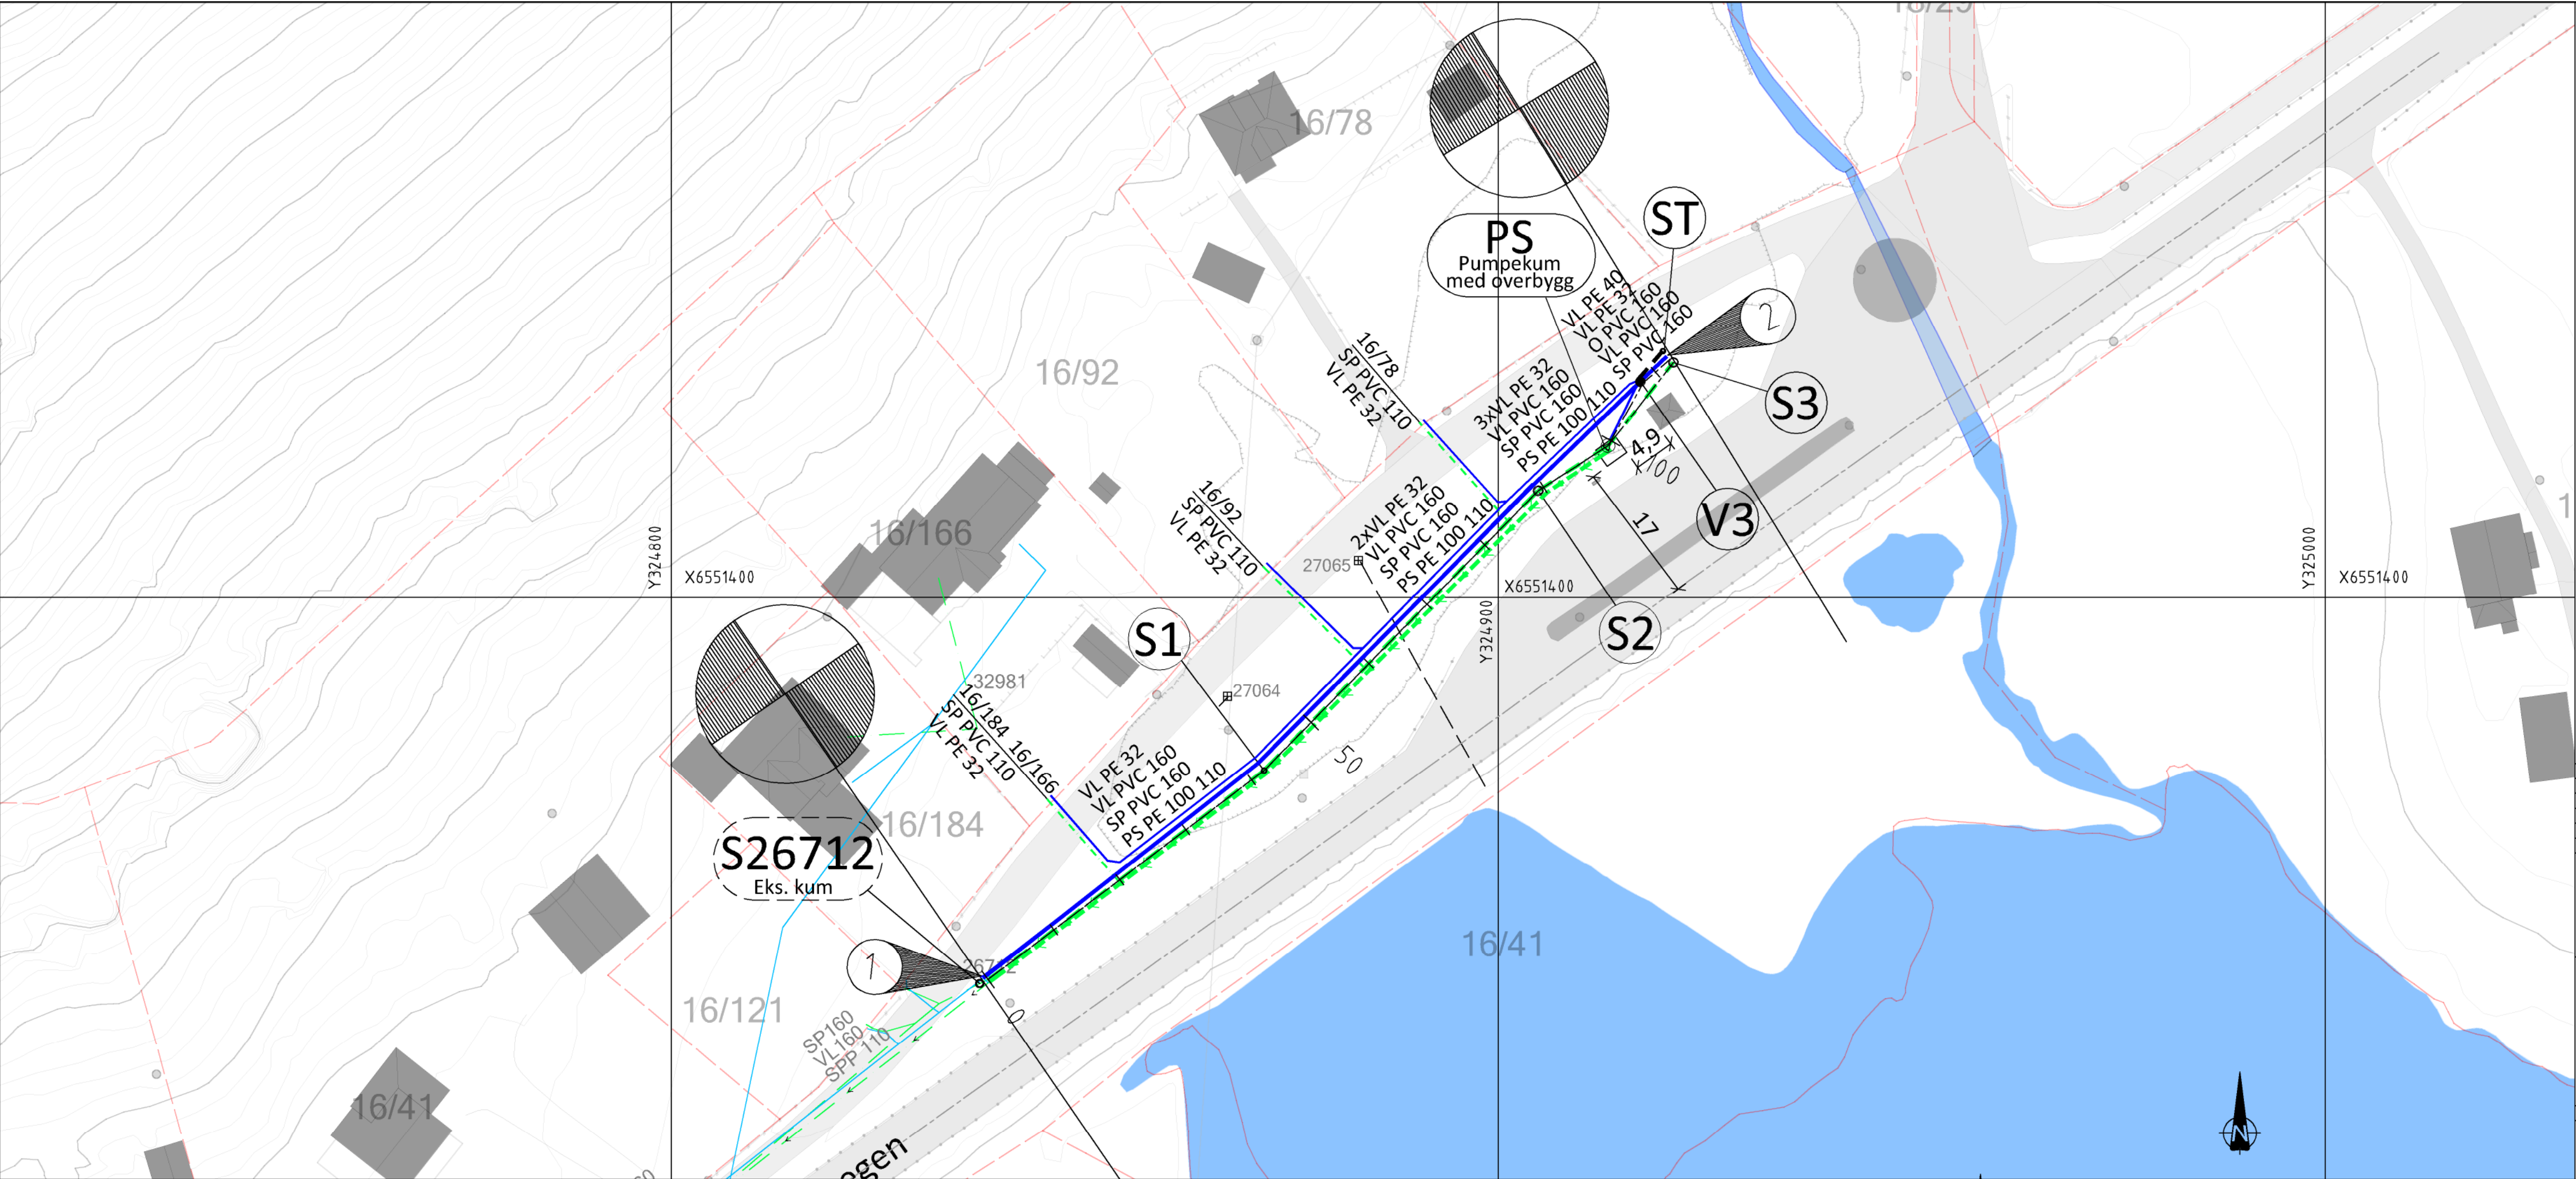 18/29
16/78
ST
PS
Pumpekum
med overbygg
VL PE 40
VL PE 32
O PVC 160
VL PVC 160
SP PVC 160
2
S3
16/78
SP PVC 110
VL PE 32
3xVL PE 32
VL PVC 160
SP PVC 160
PS PE 100 110
16/92
4,9
100
V3
17
S2
16/92
SP PVC 110
VL PE 32
27065
2xVL PE 32
VL PVC 160
SP PVC 160
PS PE 100 110
16/166
Y324800
X6551400
X6551400
Y324900
Y325000
X6551400
S1
27064
32981
16/184 16/166
SP PVC 110
VL PE 32
VL PE 32
VL PVC 160
SP PVC 160
PS PE 100 110
50
16/184
S26712
Eks. kum
1
26712
0
16/41
16/121
SP160
VL160
SPP 110
16/41
egen
N